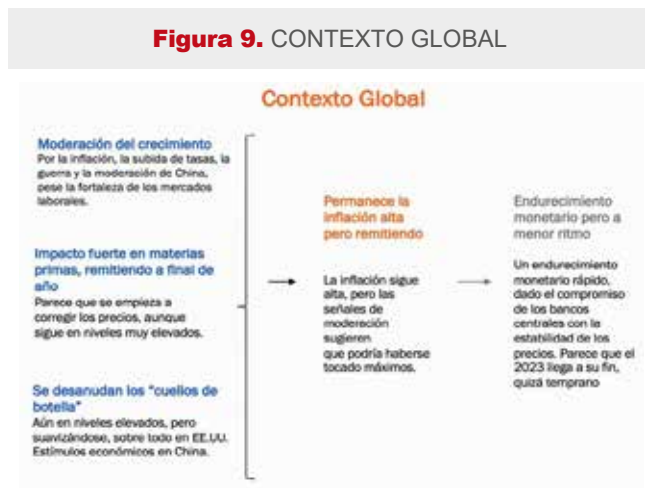 Figura 9. CONTEXTO GLOBAL
Contexto Global
Moderación del crecimiento
Por la inflación, la subida de tasas, la
guerra y la moderación de China,
pese la fortaleza de los mercados
laborales.
Impacto fuerte en materias
primas, remitiendo a final de
año
Parece que se empieza a
corregir los precios, aunque
sigue en niveles muy elevados.
Se desanudan los "cuellos de
botella"
Aún en niveles elevados, pero
suavizándose, sobre todo en EE.UU.
Estímulos económicos en China.
Permanece la
inflación alta
pero remitiendo
La inflación sigue
alta, pero las
señales de
moderación
sugieren
que podría haberse
tocado máximos.
Endurecimiento
monetario pero a
menor ritmo
Un endurecimiento
monetario rápido,
dado el compromiso
de los bancos
centrales con la
estabilidad de los
precios. Parece que el
2023 llega a su fin,
quizá temprano